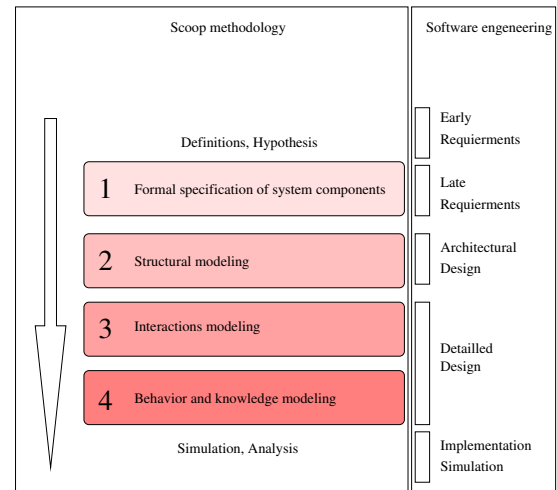 Scoop methodology
Software engeneering
Early
Requierments
Definitions, Hypothesis
1 Formal specification of system components
Late
Requierments
2 Structural modeling
Architectural
Design
3 Interactions modeling
Detailled
Design
4 Behavior and knowledge modeling
Simulation, Analysis
Implementation
Simulation